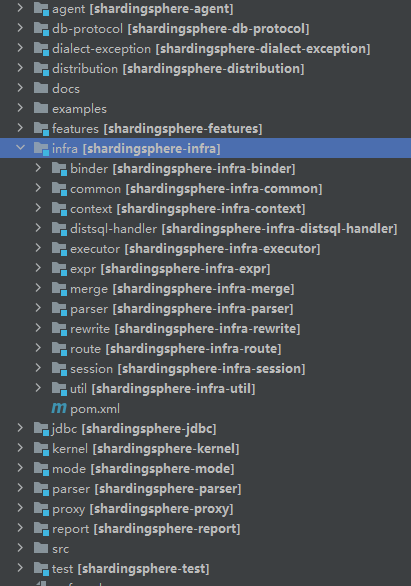 agent [shardingsphere-agent]
db-protocol [shardingsphere-db-protocol]
dialect-exception [shardingsphere-dialect-exception]
distribution [shardingsphere-distribution]
docs
examples
features [shardingsphere-features]
infra [shardingsphere-infra]
binder [shardingsphere-infra-binder]
common [shardingsphere-infra-common]
context [shardingsphere-infra-context]
distsql-handler [shardingsphere-infra-distsql-handler]
executor [shardingsphere-infra-executor]
expr [shardingsphere-infra-expr]
merge [shardingsphere-infra-merge]
parser [shardingsphere-infra-parser]
rewrite [shardingsphere-infra-rewrite]
route [shardingsphere-infra-route]
session [shardingsphere-infra-session]
util [shardingsphere-infra-util]
m pom.xml
jdbc [shardingsphere-jdbc]
kernel [shardingsphere-kernel]
mode [shardingsphere-mode]
parser [shardingsphere-parser]
proxy [shardingsphere-proxy]
report [shardingsphere-report]
src
test [shardingsphere-test]